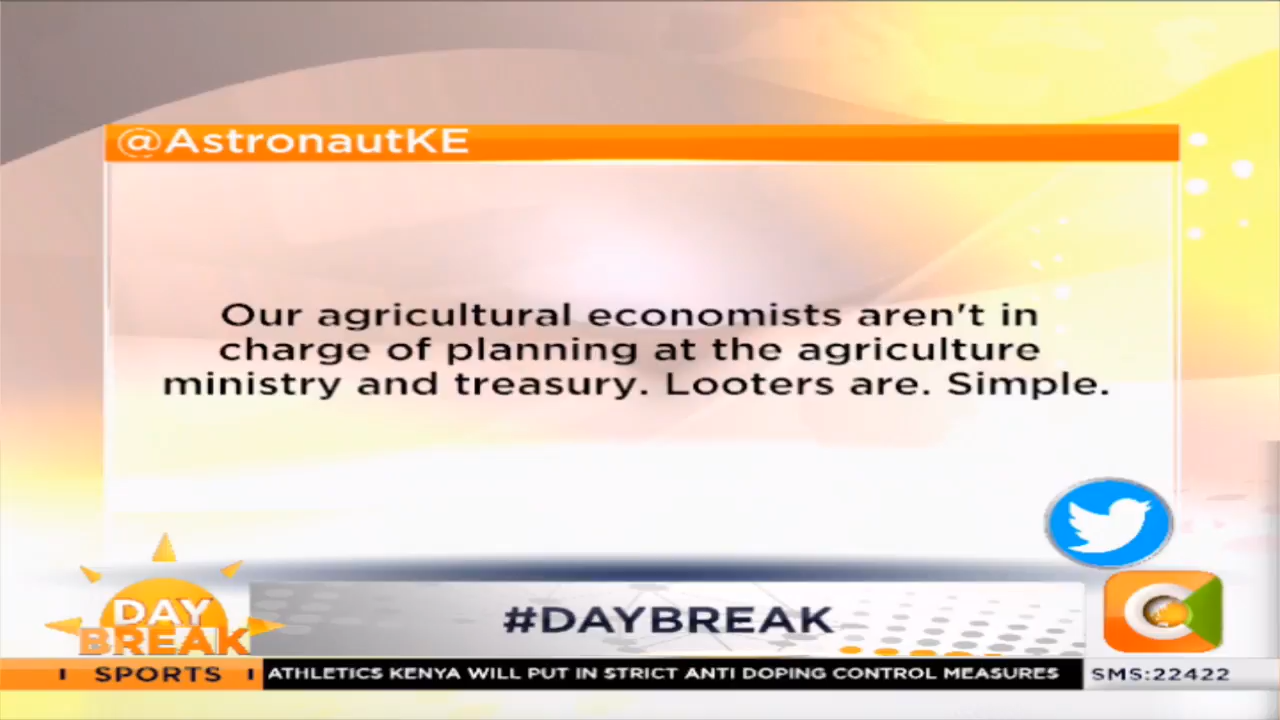 @AstronautKE
Our agricultural economists aren't in
charge of planning at the agriculture
ministry and treasury. Looters are. Simple.
DAY
BREAK
#DAYBREAK
SPORTS
ATHLETICS KENYA WILL PUT IN STRICT ANTI DOPING CONTROL MEASURES
SMS:22422